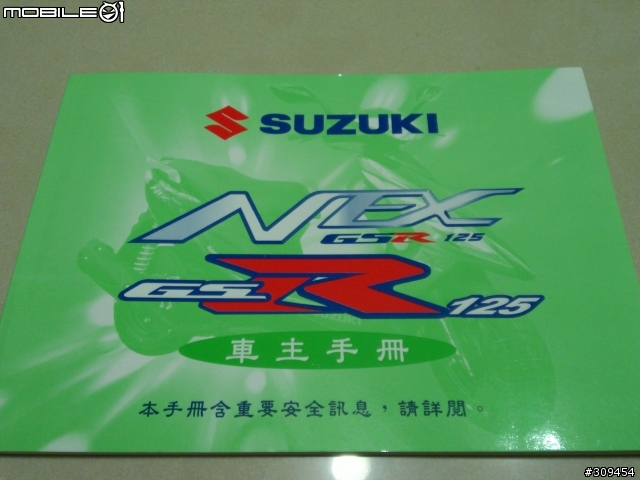 MOBILE01
SUZUKI
NEX
GSR 125
GSR 125
車主手冊
本手冊含重要安全訊息，請詳閱。
#309454